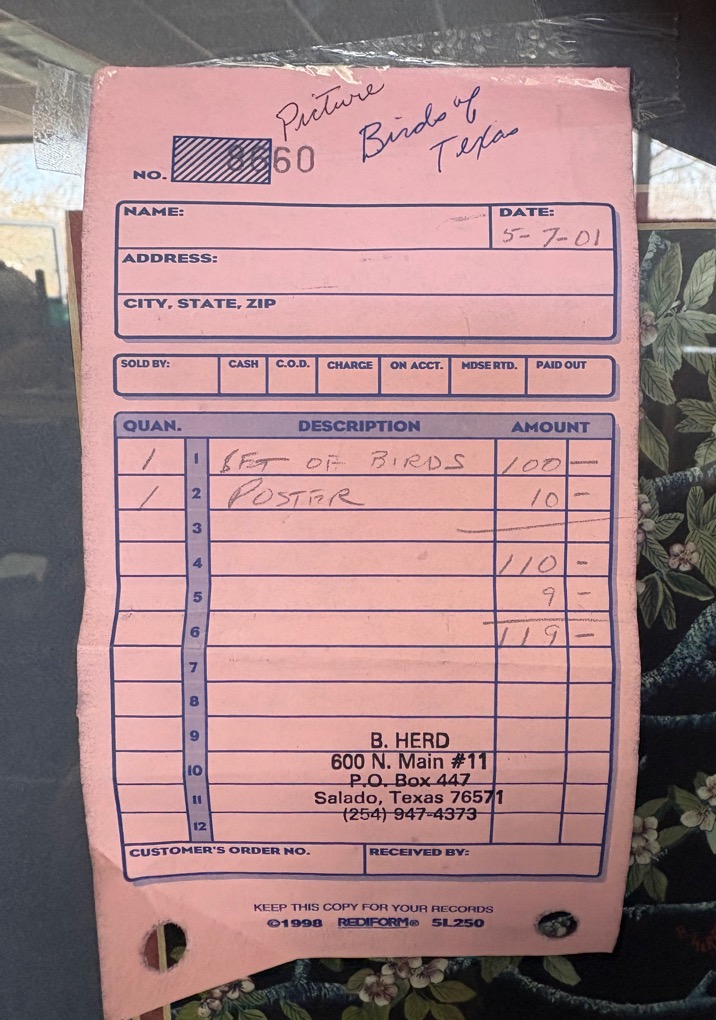 Picture
Birds of
Texas
NO. 8660
NAME: DATE:
5-7-01
ADDRESS:
CITY, STATE, ZIP
SOLD BY: CASH C.O.D. CHARGE ON ACCT. MDSE RTD. PAID OUT
QUAN. DESCRIPTION AMOUNT
1 1 SET OF BIRDS 100 —
1 2 POSTER 10 -
3
4 110 -
5 9 -
6 119 -
7
8
9
10
11
12
B. HERD
600 N. Main #11
P.O. Box 447
Salado, Texas 76571
(254) 947-4373
CUSTOMER'S ORDER NO. RECEIVED BY:
KEEP THIS COPY FOR YOUR RECORDS
©1998 REDIFORM® 5L250